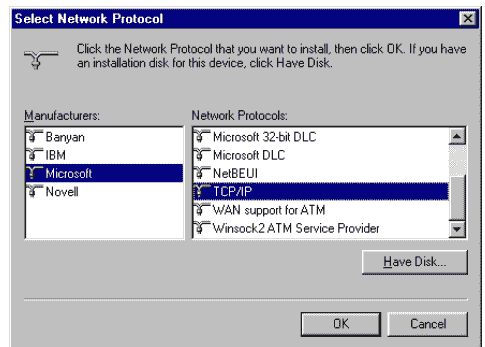 Select Network Protocol
Click the Network Protocol that you want to install, then click OK. If you have
an installation disk for this device, click Have Disk.
Manufacturers:
Banyan
IBM
Microsoft
Novell
Network Protocols:
Microsoft 32-bit DLC
Microsoft DLC
NetBEUI
TCP/IP
WAN support for ATM
Winsock2 ATM Service Provider
Have Disk...
OK
Cancel